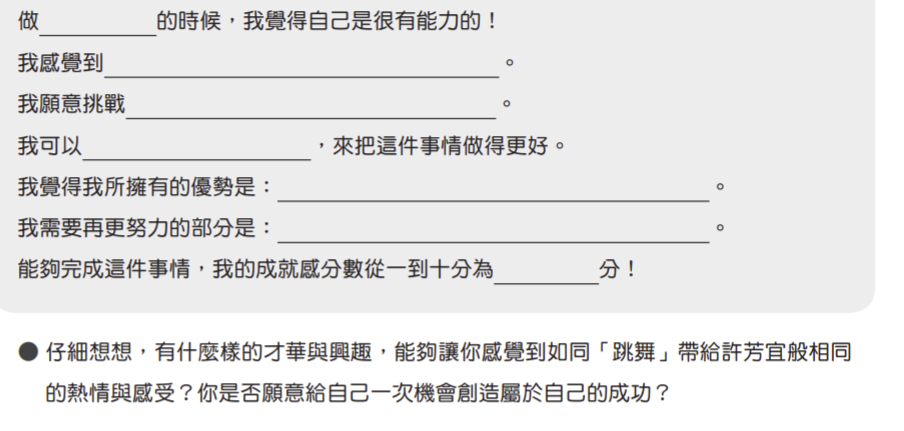 做__________的時候，我覺得自己是很有能力的！
我感覺到__________________________________。
我願意挑戰________________________________。
我可以____________________，來把這件事情做得更好。
我覺得我所擁有的優勢是：______________________________________。
我需要再更努力的部分是：______________________________________。
能夠完成這件事情，我的成就感分數從一到十分為_________分！
● 仔細想想，有什麼樣的才華與興趣，能夠讓你感覺到如同「跳舞」帶給許芳宜般相同
的熱情與感受？你是否願意給自己一次機會創造屬於自己的成功？